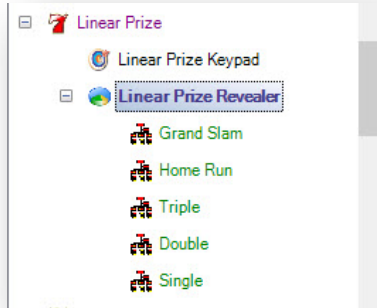 Linear Prize
Linear Prize Keypad
Linear Prize Revealer
Grand Slam
Home Run
Triple
Double
Single